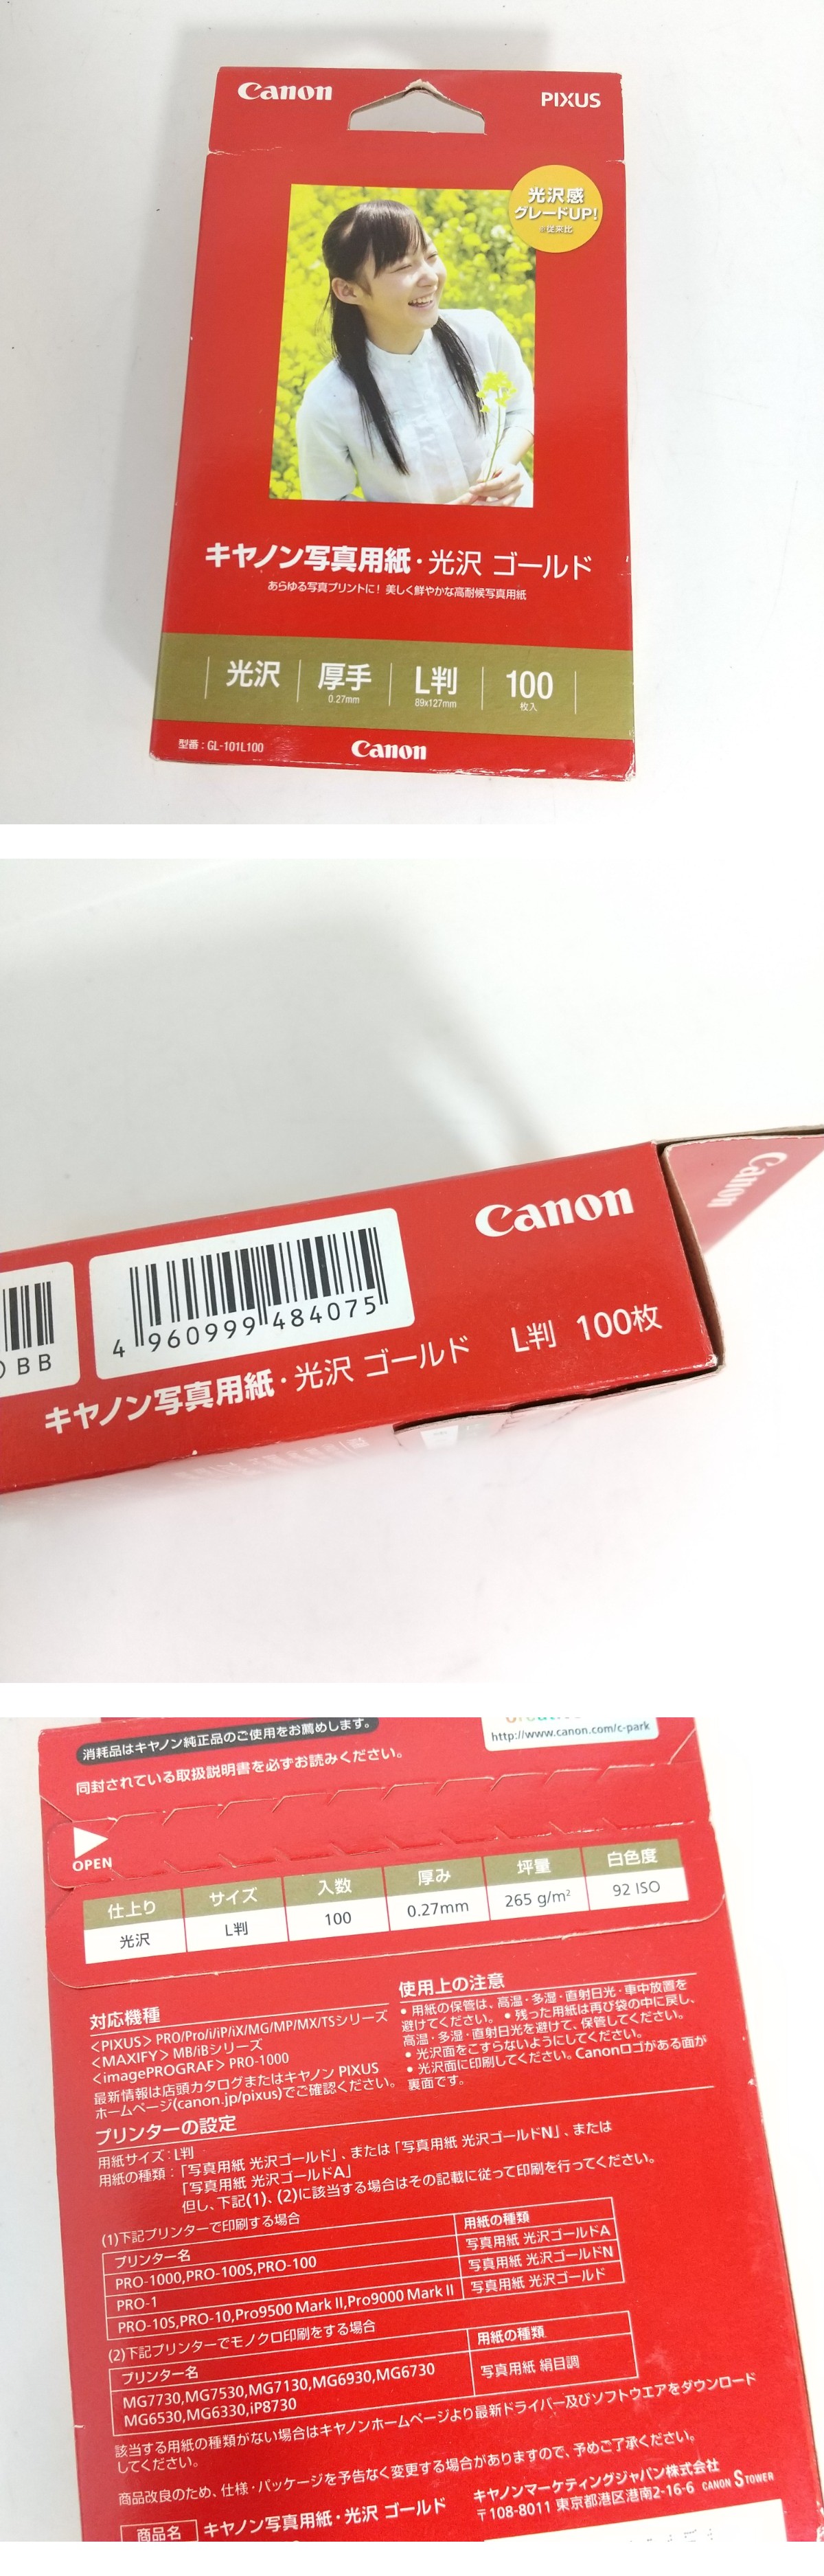 Canon
PIXUS
光沢感
グレードUP!
※従来比
キヤノン写真用紙・光沢 ゴールド
あらゆる写真プリントに! 美しく鮮やかな高耐候写真用紙
光沢
厚手
0.27mm
L判
89x127mm
100
枚入
型番:GL-101L100
Canon
Canon
Canon
BB
4 960999 484075
キヤノン写真用紙・光沢 ゴールド L判 100枚
消耗品はキヤノン純正品のご使用をお薦めします。
同封されている取扱説明書を必ずお読みください。
http://www.canon.com/c-park
OPEN
仕上り サイズ 入数 厚み 坪量 白色度
光沢 L判 100 0.27mm 265 g/m² 92 ISO
対応機種
<PIXUS> PRO/Pro/i/iP/iX/MG/MP/MX/TSシリーズ
<MAXIFY> MB/iBシリーズ
<imagePROGRAF> PRO-1000
最新情報は店頭カタログまたはキヤノン PIXUS
ホームページ(canon.jp/pixus)でご確認ください。
使用上の注意
• 用紙の保管は、高温・多湿・直射日光・車中放置を
避けてください。 • 残った用紙は再び袋の中に戻し、
高温・多湿・直射日光を避けて、保管してください。
• 光沢面をこすらないようにしてください。
• 光沢面に印刷してください。Canonロゴがある面が
裏面です。
プリンターの設定
用紙サイズ:L判
用紙の種類:「写真用紙 光沢ゴールド」、または「写真用紙 光沢ゴールドN」、または
「写真用紙 光沢ゴールドA」
但し、下記(1)、(2)に該当する場合はその記載に従って印刷を行ってください。
(1)下記プリンターで印刷する場合
プリンター名 用紙の種類
PRO-1000,PRO-100S,PRO-100 写真用紙 光沢ゴールドA
PRO-1 写真用紙 光沢ゴールドN
PRO-10S,PRO-10,Pro9500 Mark II,Pro9000 Mark II 写真用紙 光沢ゴールド
(2)下記プリンターでモノクロ印刷をする場合
プリンター名 用紙の種類
MG7730,MG7530,MG7130,MG6930,MG6730 写真用紙 絹目調
MG6530,MG6330,iP8730
該当する用紙の種類がない場合はキヤノンホームページより最新ドライバー及びソフトウエアをダウンロード
してください。
商品改良のため、仕様・パッケージを予告なく変更する場合がありますので、予めご了承ください。
商品名 キヤノン写真用紙・光沢 ゴールド
キヤノンマーケティングジャパン株式会社
〒108-8011 東京都港区港南2-16-6 CANON S TOWER